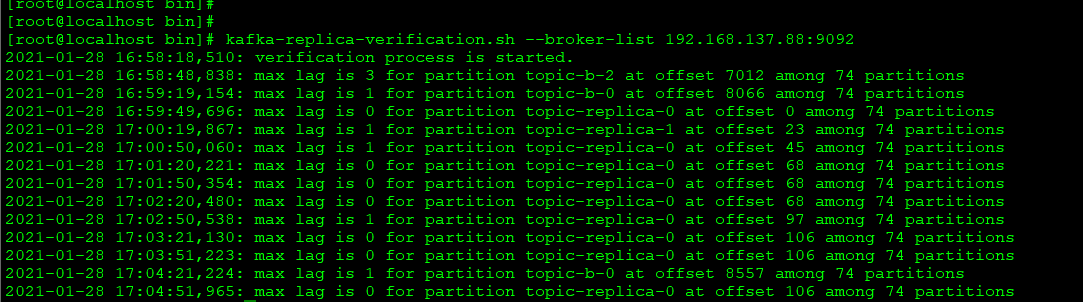 [root@localhost bin]#
[root@localhost bin]#
[root@localhost bin]# kafka-replica-verification.sh --broker-list 192.168.137.88:9092
2021-01-28 16:58:18,510: verification process is started.
2021-01-28 16:58:48,838: max lag is 3 for partition topic-b-2 at offset 7012 among 74 partitions
2021-01-28 16:59:19,154: max lag is 1 for partition topic-b-0 at offset 8066 among 74 partitions
2021-01-28 16:59:49,696: max lag is 0 for partition topic-replica-0 at offset 0 among 74 partitions
2021-01-28 17:00:19,867: max lag is 1 for partition topic-replica-1 at offset 23 among 74 partitions
2021-01-28 17:00:50,060: max lag is 1 for partition topic-replica-0 at offset 45 among 74 partitions
2021-01-28 17:01:20,221: max lag is 0 for partition topic-replica-0 at offset 68 among 74 partitions
2021-01-28 17:01:50,354: max lag is 0 for partition topic-replica-0 at offset 68 among 74 partitions
2021-01-28 17:02:20,480: max lag is 0 for partition topic-replica-0 at offset 68 among 74 partitions
2021-01-28 17:02:50,538: max lag is 1 for partition topic-replica-0 at offset 97 among 74 partitions
2021-01-28 17:03:21,130: max lag is 0 for partition topic-replica-0 at offset 106 among 74 partitions
2021-01-28 17:03:51,223: max lag is 0 for partition topic-replica-0 at offset 106 among 74 partitions
2021-01-28 17:04:21,224: max lag is 1 for partition topic-b-0 at offset 8557 among 74 partitions
2021-01-28 17:04:51,965: max lag is 0 for partition topic-replica-0 at offset 106 among 74 partitions